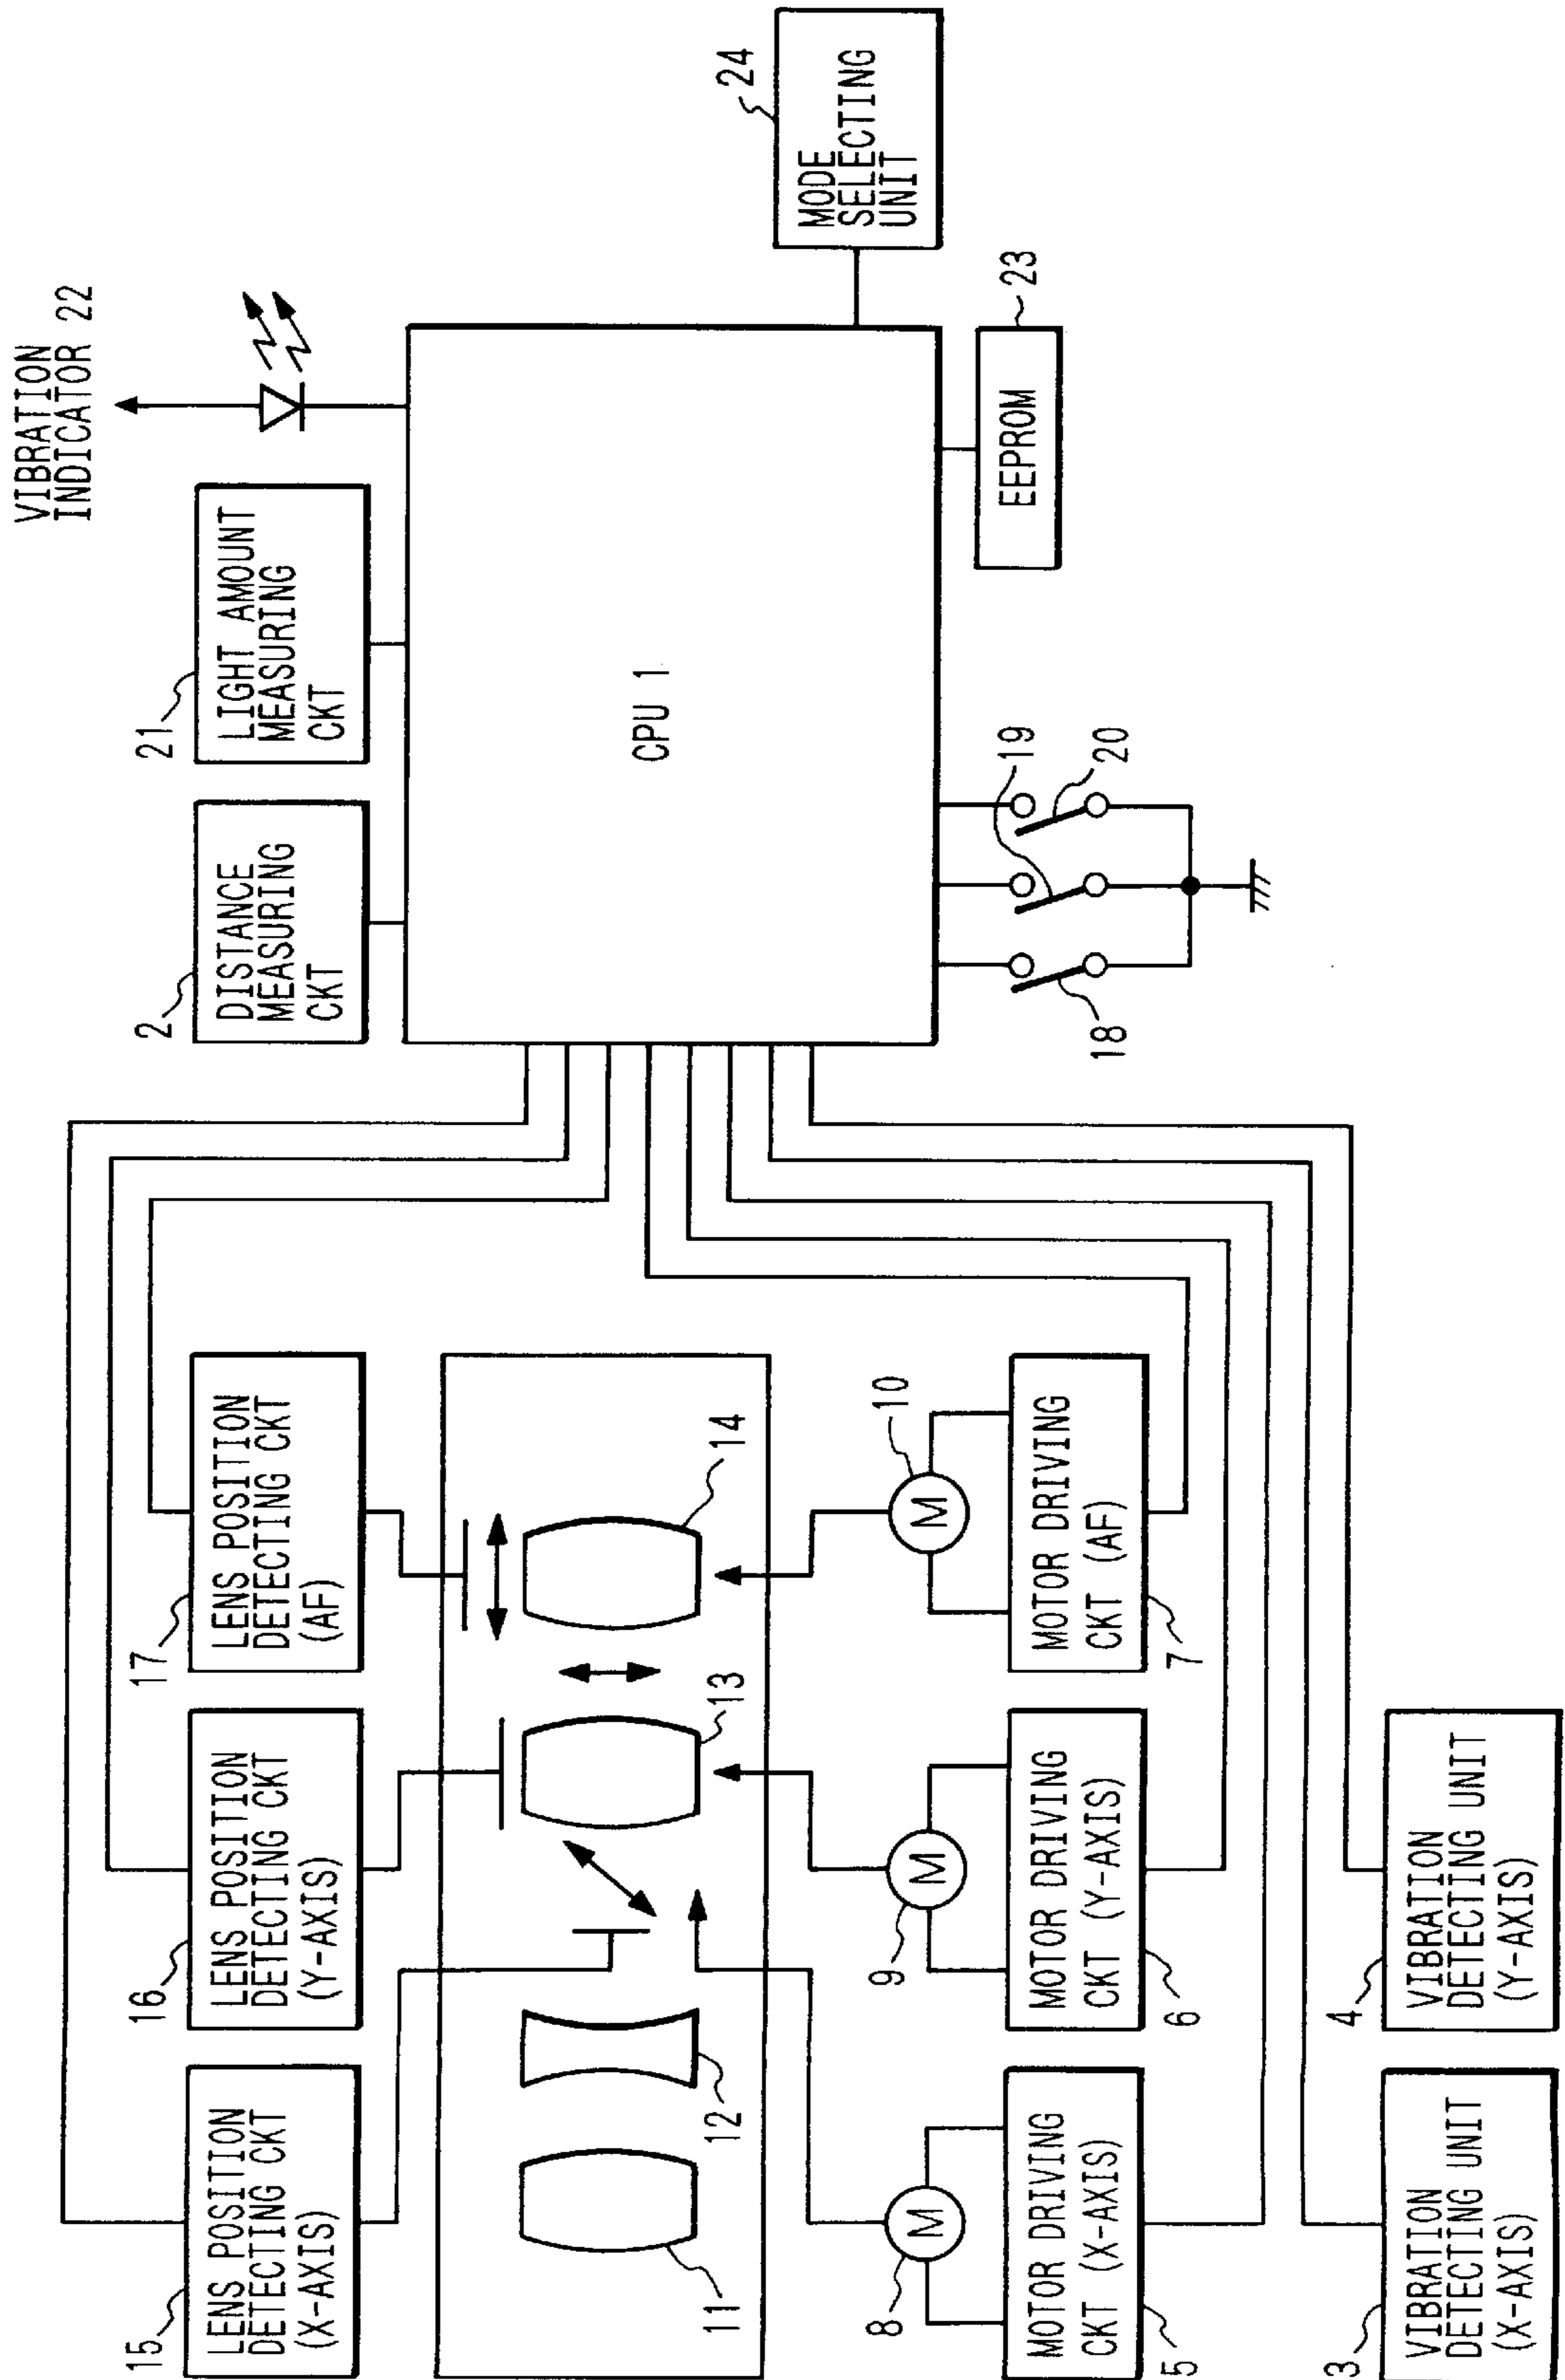 VIBRATION
INDICATOR 22
21
LIGHT AMOUNT
MEASURING
CKT
2
DISTANCE
MEASURING
CKT
24
MODE
SELECTING
UNIT
CPU 1
23
EEPROM
18
19
20
15
LENS POSITION
DETECTING CKT
(X-AXIS)
16
LENS POSITION
DETECTING CKT
(Y-AXIS)
17
LENS POSITION
DETECTING CKT
(AF)
11
12
13
14
8
M
9
M
10
M
MOTOR DRIVING
CKT (X-AXIS)
5
MOTOR DRIVING
CKT (Y-AXIS)
6
MOTOR DRIVING
CKT (AF)
7
3
VIBRATION
DETECTING UNIT
(X-AXIS)
4
VIBRATION
DETECTING UNIT
(Y-AXIS)